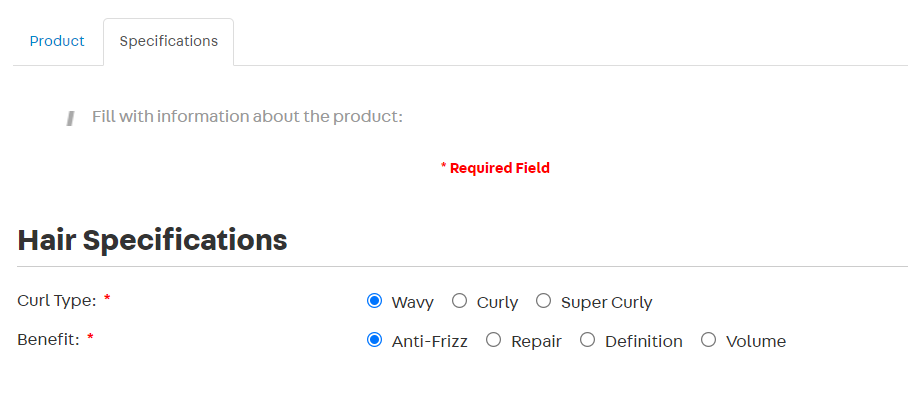 Product Specifications
Fill with information about the product:
* Required Field
Hair Specifications
Curl Type: * Wavy Curly Super Curly
Benefit: * Anti-Frizz Repair Definition Volume